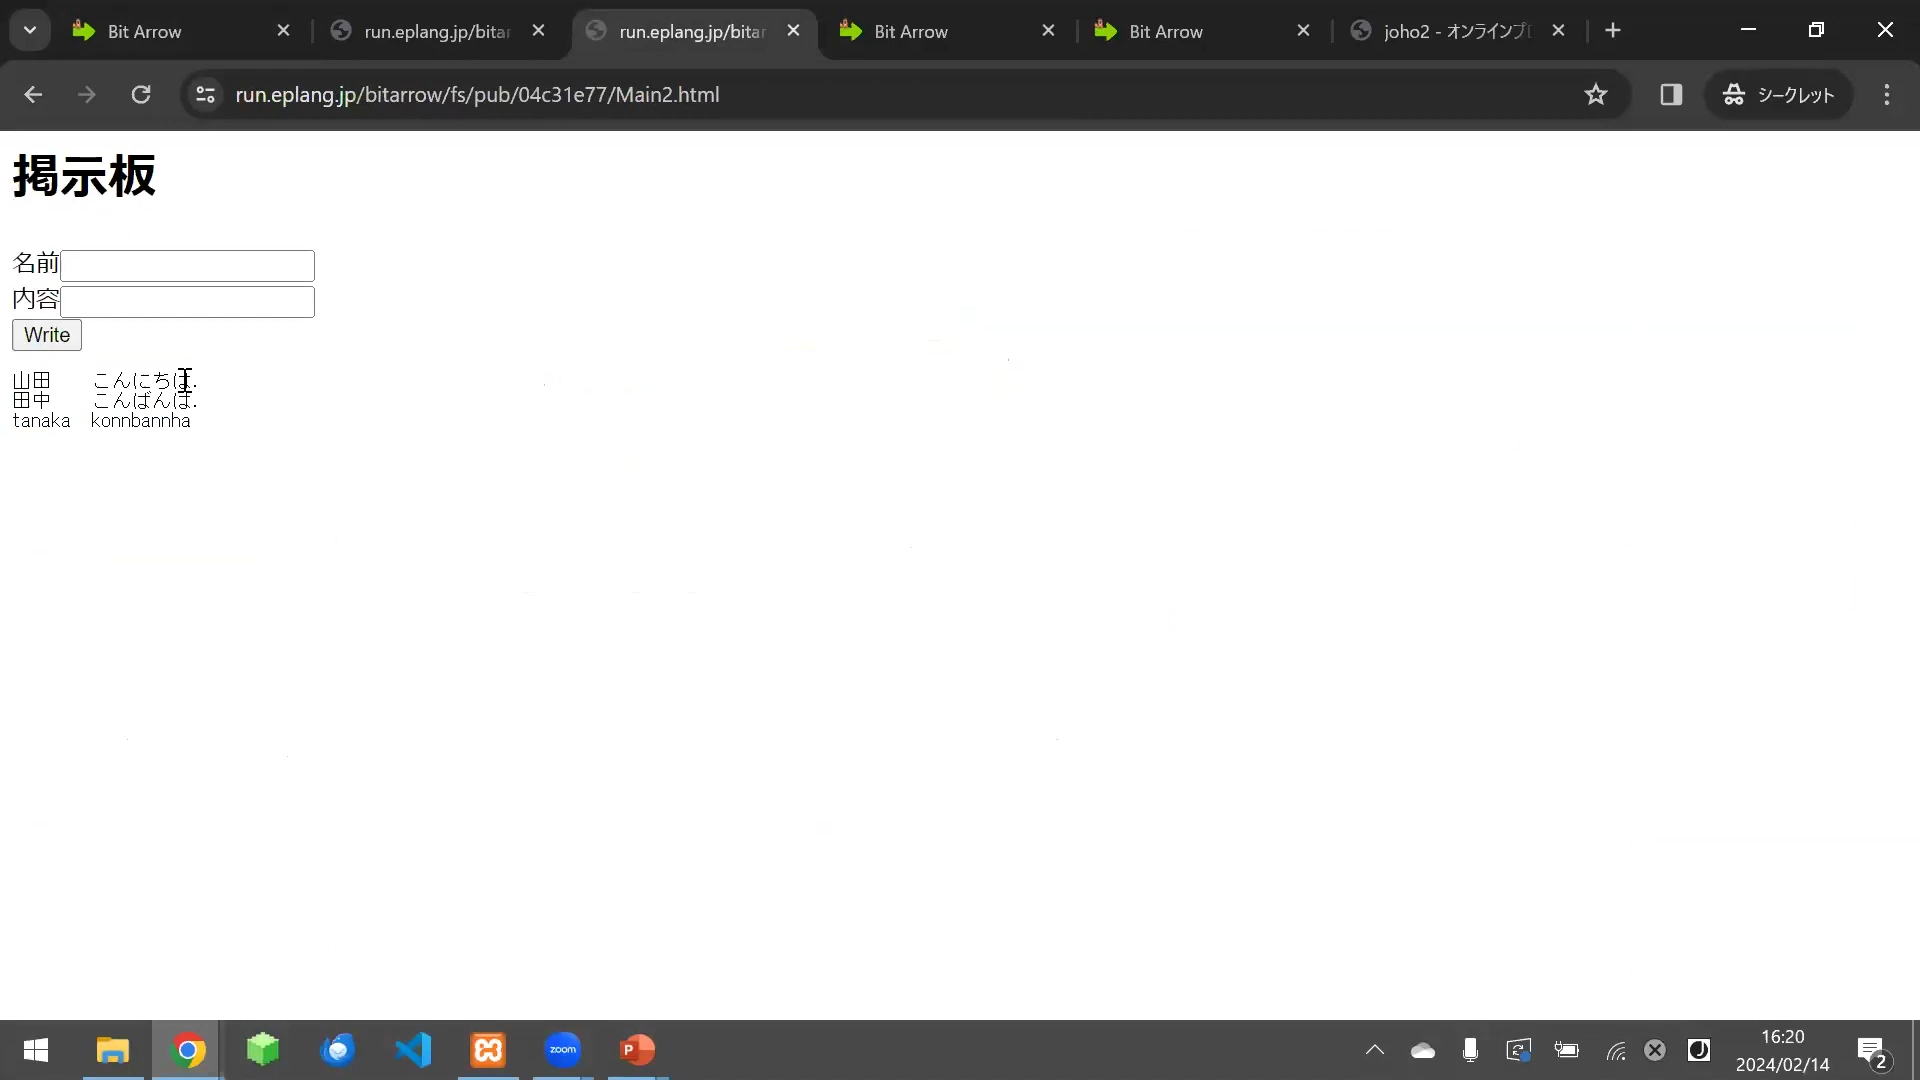 Bit Arrow
run.eplang.jp/bitar
run.eplang.jp/bitar
Bit Arrow
Bit Arrow
joho2 - オンラインプ
run.eplang.jp/bitarrow/fs/pub/04c31e77/Main2.html
シークレット
掲示板
名前
内容
Write
山田 こんにちは.
田中 こんばんは.
tanaka konnbannha
zoom
P
16:20
2024/02/14
2